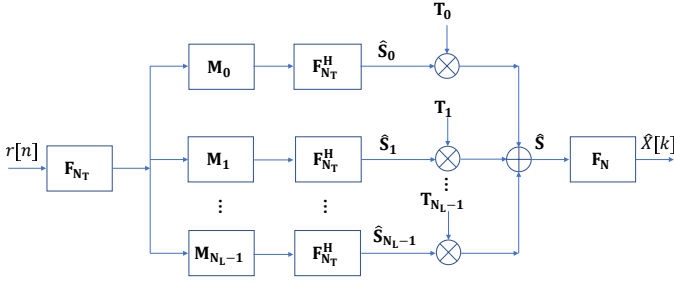 T₀
M₀ F_{N_T}^H Ŝ₀
T₁
r[n] F_{N_T} M₁ F_{N_T}^H Ŝ₁ Ŝ F_N X̂[k]
⋮ ⋮ ...
T_{N_L−1}
M_{N_L−1} F_{N_T}^H Ŝ_{N_L−1}